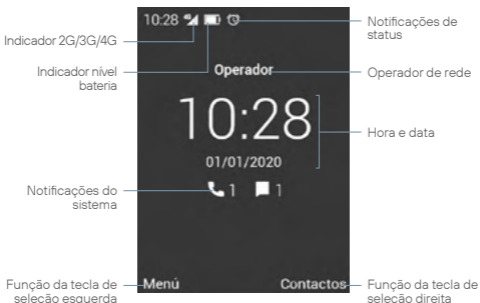 10:28
Notificações de
status
Indicador 2G/3G/4G
Indicador nível
bateria
Operador
Operador de rede
10:28
Hora e data
01/01/2020
Notificações do
sistema
1 1
Função da tecla de
seleção esquerda
Menú
Contactos
Função da tecla de
seleção direita